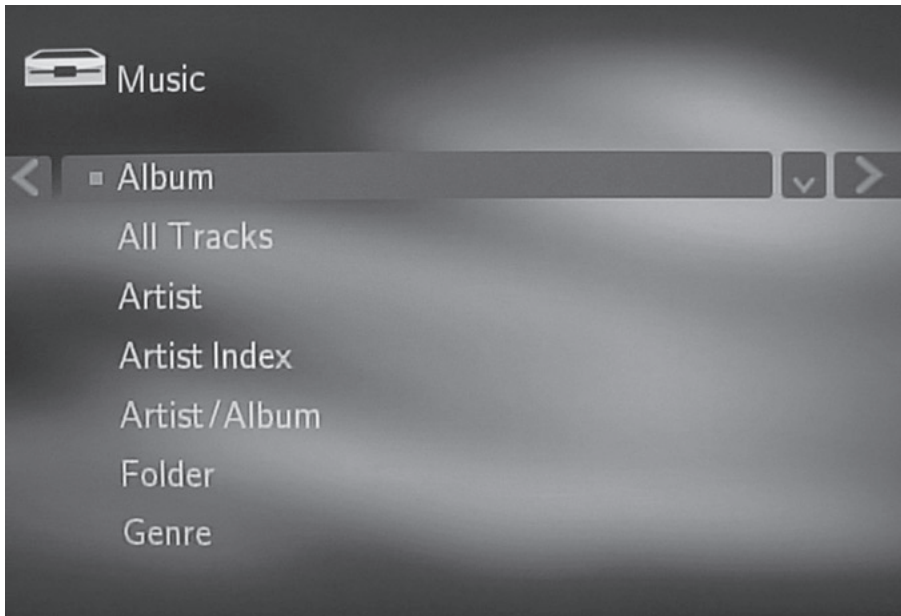 Music
Album
All Tracks
Artist
Artist Index
Artist/Album
Folder
Genre